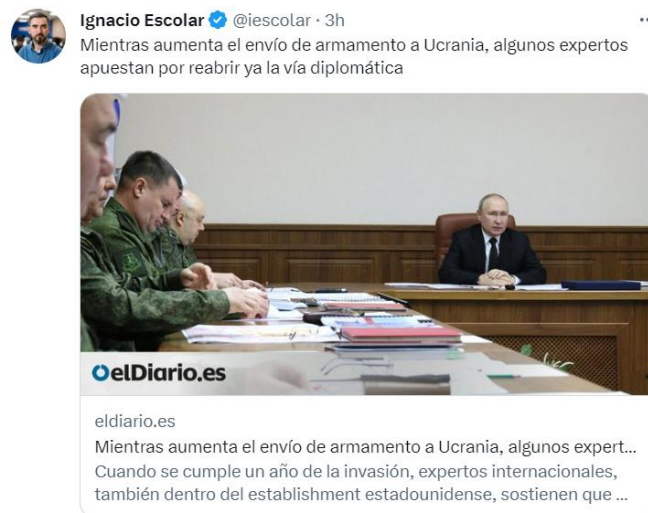 Ignacio Escolar @iescolar · 3h
Mientras aumenta el envío de armamento a Ucrania, algunos expertos
apuestan por reabrir ya la vía diplomática
elDiario.es
eldiario.es
Mientras aumenta el envío de armamento a Ucrania, algunos expert...
Cuando se cumple un año de la invasión, expertos internacionales,
también dentro del establishment estadounidense, sostienen que ...